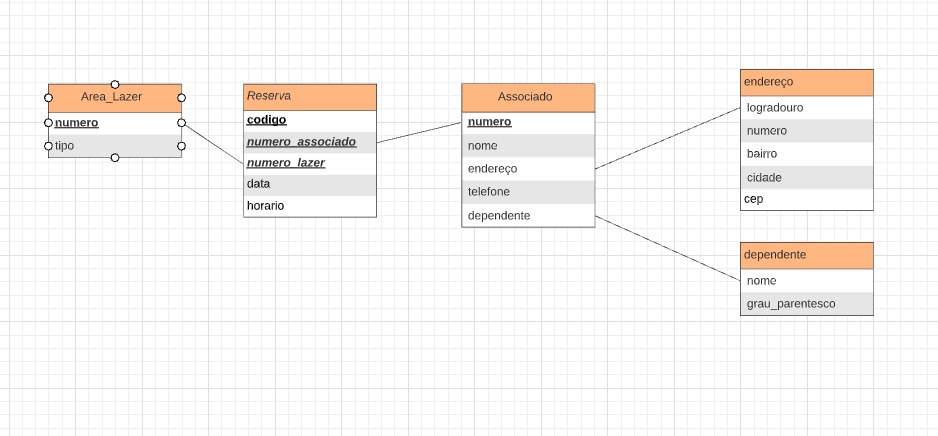 Area_Lazer
numero
tipo
Reserva
codigo
numero_associado
numero_lazer
data
horario
Associado
numero
nome
endereço
telefone
dependente
endereço
logradouro
numero
bairro
cidade
cep
dependente
nome
grau_parentesco